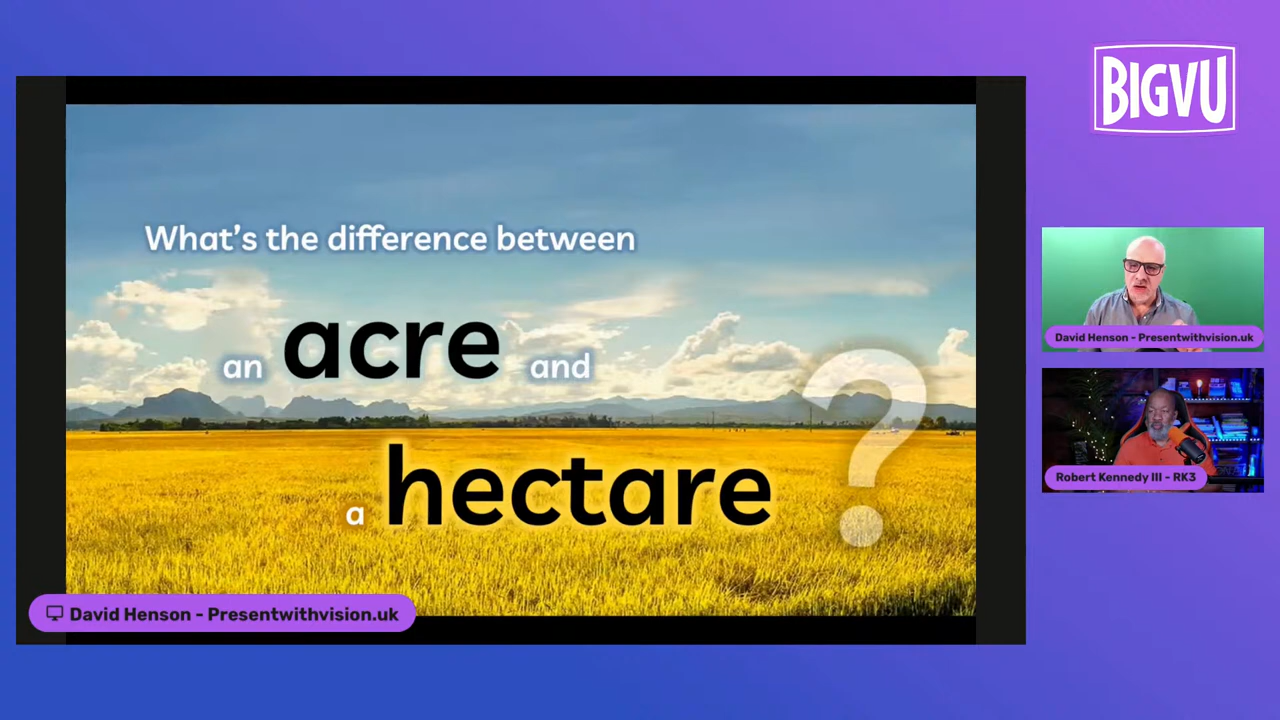 BIGVU
What's the difference between
an acre and
a hectare ?
David Henson - Presentwithvision.uk
David Henson - Presentwithvision.uk
Robert Kennedy III - RK3